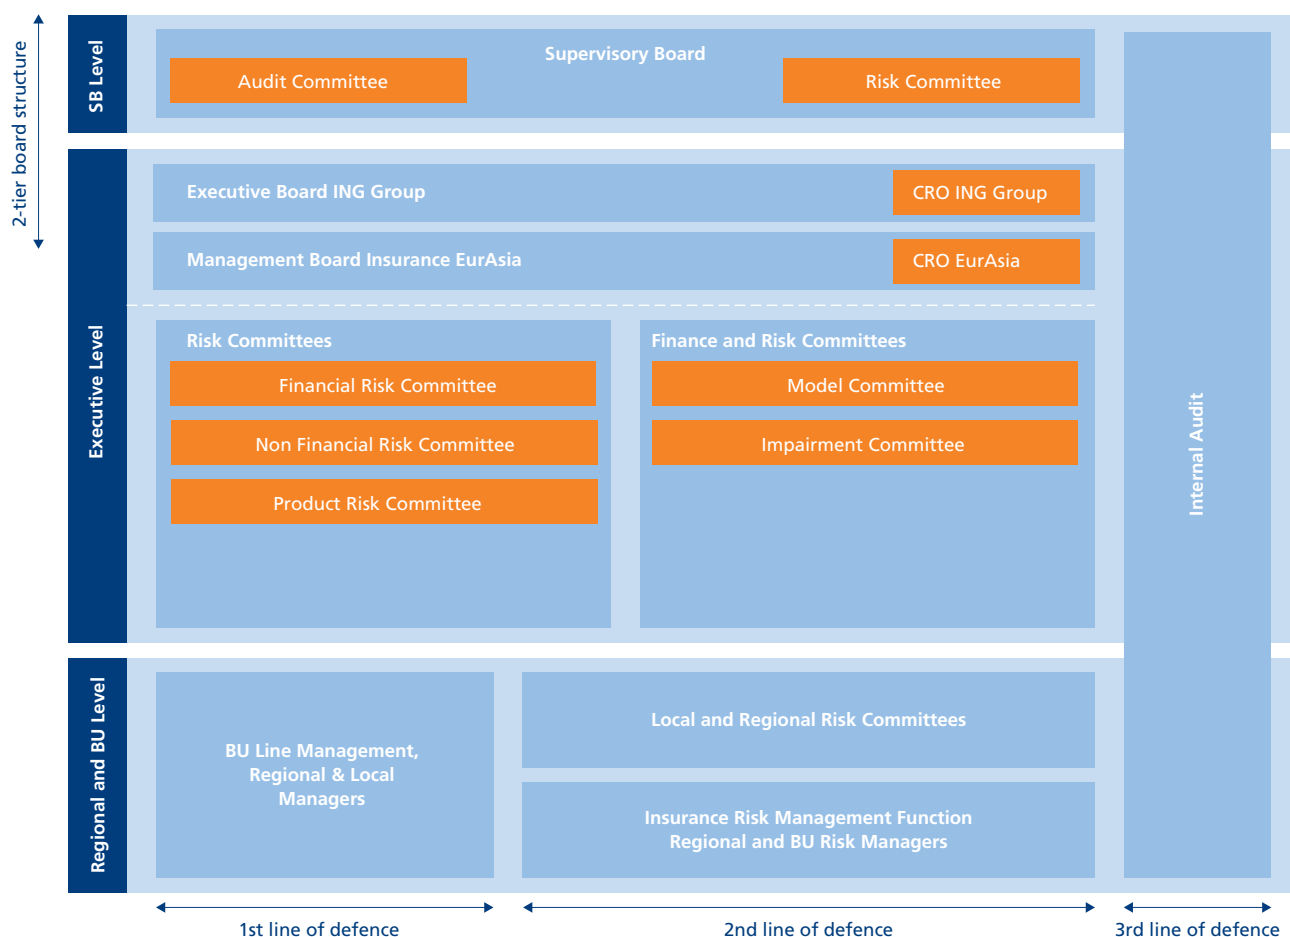 2-tier board structure
SB Level
Supervisory Board
Audit Committee
Risk Committee
Executive Level
Executive Board ING Group
CRO ING Group
Management Board Insurance EurAsia
CRO EurAsia
Risk Committees
Financial Risk Committee
Non Financial Risk Committee
Product Risk Committee
Finance and Risk Committees
Model Committee
Impairment Committee
Internal Audit
Regional and BU Level
BU Line Management,
Regional & Local
Managers
Local and Regional Risk Committees
Insurance Risk Management Function
Regional and BU Risk Managers
1st line of defence
2nd line of defence
3rd line of defence